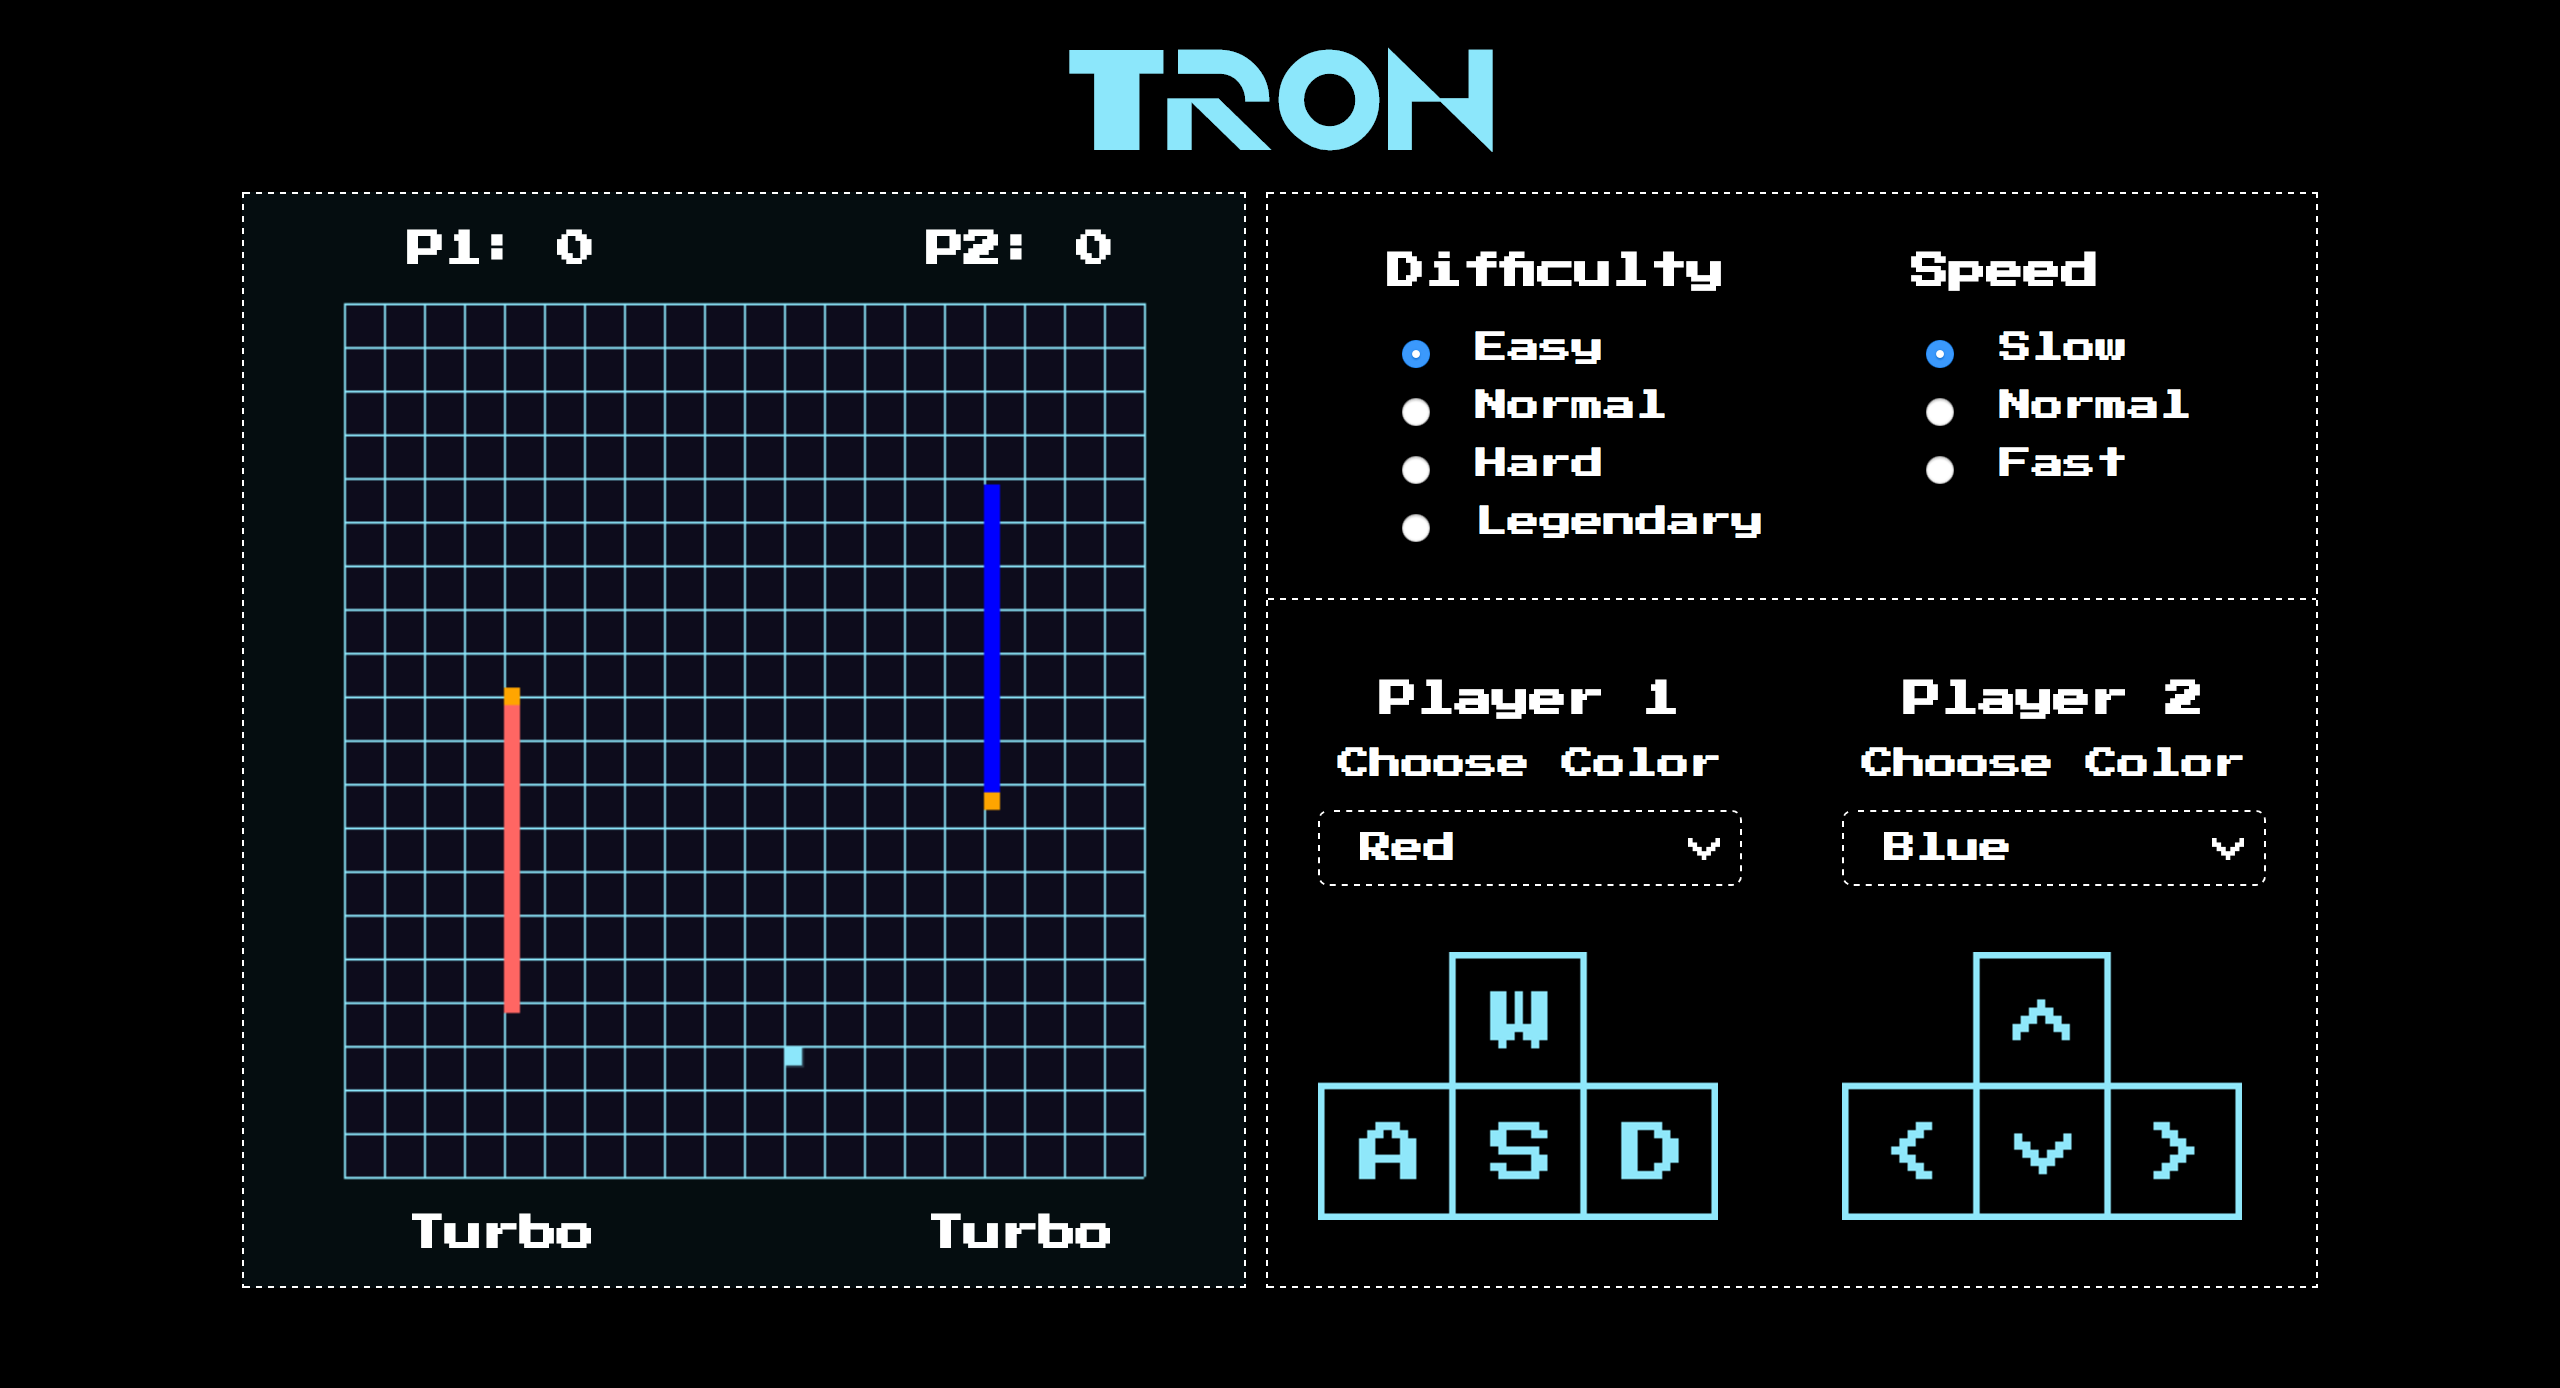 TRON
P1: 0
P2: 0
Turbo
Turbo
Difficulty
Easy
Normal
Hard
Legendary
Speed
Slow
Normal
Fast
Player 1
Choose Color
Red
W
A S D
Player 2
Choose Color
Blue